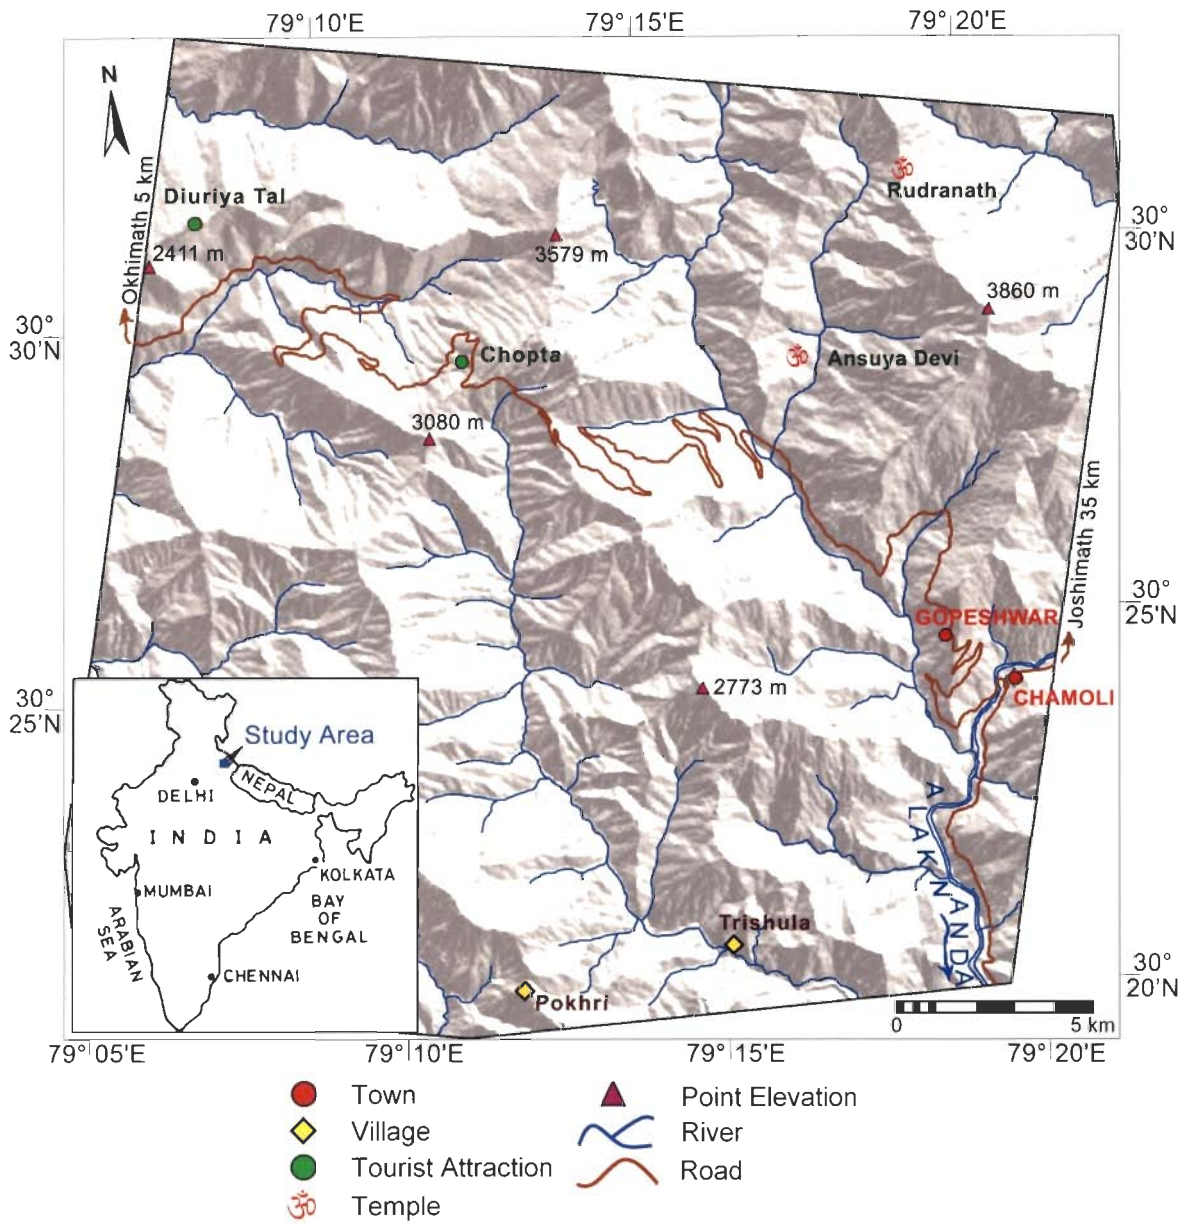 79° 10'E
79° 15'E
79° 20'E
N
Okhimath 5 km
Diuriya Tal
2411 m
3579 m
Rudranath
30°
30'N
3860 m
30°
30'N
Chopta
Ansuya Devi
3080 m
Joshimath 35 km
30°
25'N
GOPESHWAR
2773 m
CHAMOLI
30°
25'N
Study Area
NEPAL
DELHI
INDIA
KOLKATA
MUMBAI
BAY
OF
BENGAL
ARABIAN
SEA
CHENNAI
ALAKNANDA
Trishula
Pokhri
30°
20'N
0 5 km
79° 05'E
79° 10'E
79° 15'E
79° 20'E
Town
Point Elevation
Village
River
Tourist Attraction
Road
ॐ Temple